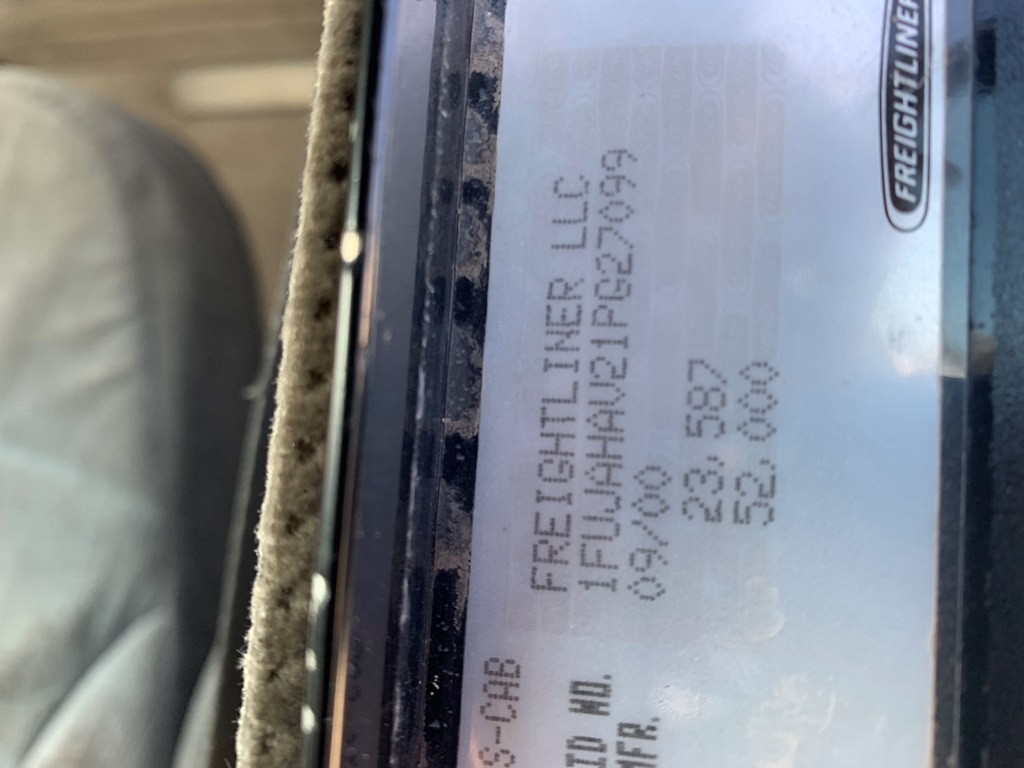 S-CAB
FREIGHTLINER LLC
ID NO. 1FUJAHAV21PG27099
MFR. 09/00
23,587
52,000
FREIGHTLINER